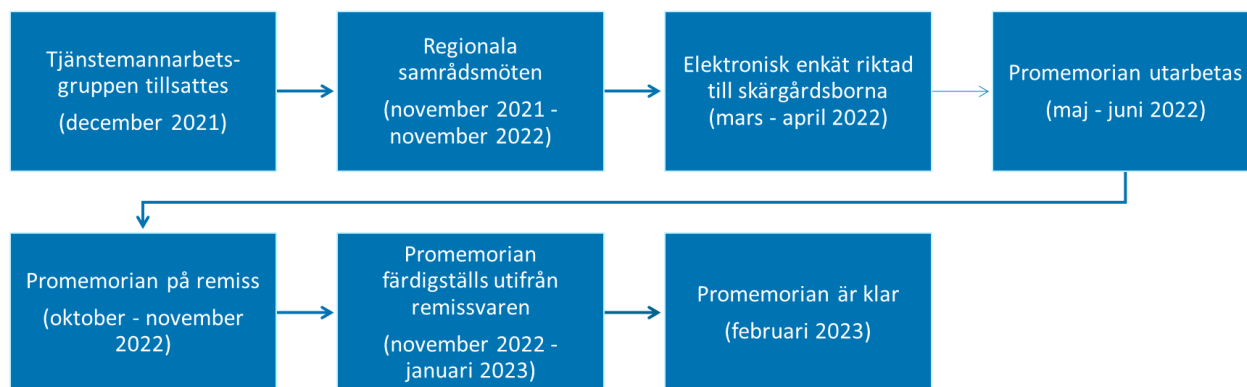 Tjänstemannarbets-
gruppen tillsattes
(december 2021)
Regionala
samrådsmöten
(november 2021 -
november 2022)
Elektronisk enkät riktad
till skärgårdsborna
(mars - april 2022)
Promemorian utarbetas
(maj - juni 2022)
Promemorian på remiss
(oktober - november
2022)
Promemorian
färdigställs utifrån
remissvaren
(november 2022 -
januari 2023)
Promemorian är klar
(februari 2023)